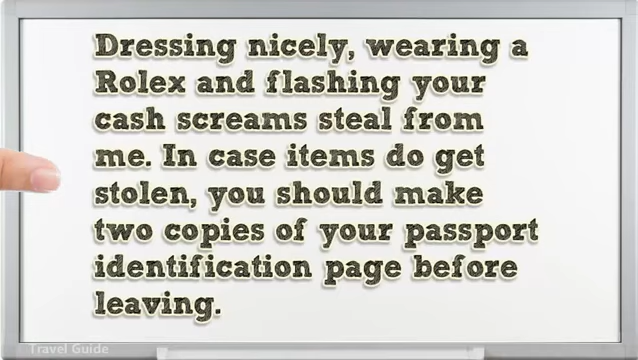 Dressing nicely, wearing a
Rolex and flashing your
cash screams steal from
me. In case items do get
stolen, you should make
two copies of your passport
identification page before
leaving.
Travel Guide